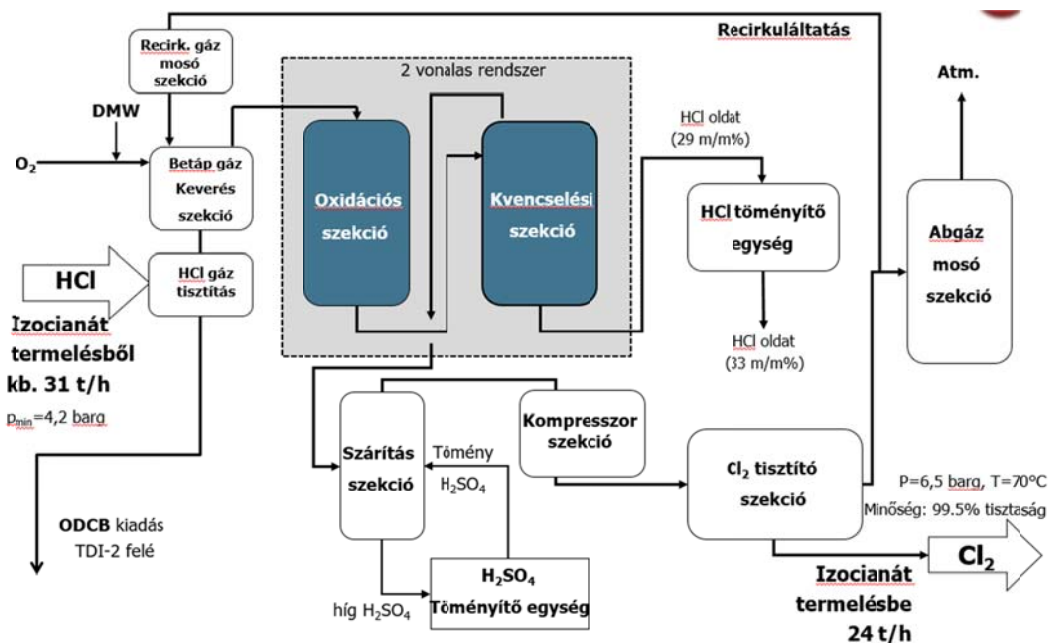 Recirk. gáz
mosó
szekció
Recirkuláltatás
2 vonalas rendszer
Atm.
DMW
O₂
Betáp gáz
Keverés
szekció
Oxidációs
szekció
Kvencselési
szekció
HCl oldat
(29 m/m%)
HCl töményítő
egység
Abgáz
mosó
szekció
HCl
HCl gáz
tisztítás
Izocianát
termelésből
kb. 31 t/h
pmin=4,2 barg
HCl oldat
(33 m/m%)
Szárítás
szekció
Tömény
H₂SO₄
Kompresszor
szekció
Cl₂ tisztító
szekció
P=6,5 barg, T=70°C
Minőség: 99.5% tisztaság
ODCB kiadás
TDI-2 felé
Cl₂
híg H₂SO₄
H₂SO₄
Töményítő egység
Izocianát
termelésbe
24 t/h